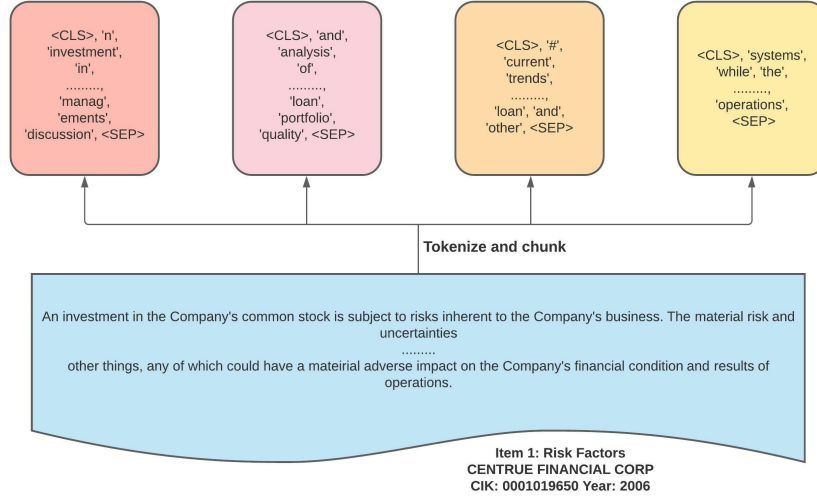 <CLS>, 'n',
'investment',
'in',
.........,
'manag',
'ements',
'discussion', <SEP>
<CLS>, 'and',
'analysis',
'of',
.........,
'loan',
'portfolio',
'quality', <SEP>
<CLS>, '#',
'current',
'trends',
.........,
'loan', 'and',
'other', <SEP>
<CLS>, 'systems',
'while', 'the',
.........,
'operations',
<SEP>
Tokenize and chunk
An investment in the Company's common stock is subject to risks inherent to the Company's business. The material risk and
uncertainties
.........
other things, any of which could have a mateirial adverse impact on the Company's financial condition and results of
operations.
Item 1: Risk Factors
CENTRUE FINANCIAL CORP
CIK: 0001019650 Year: 2006